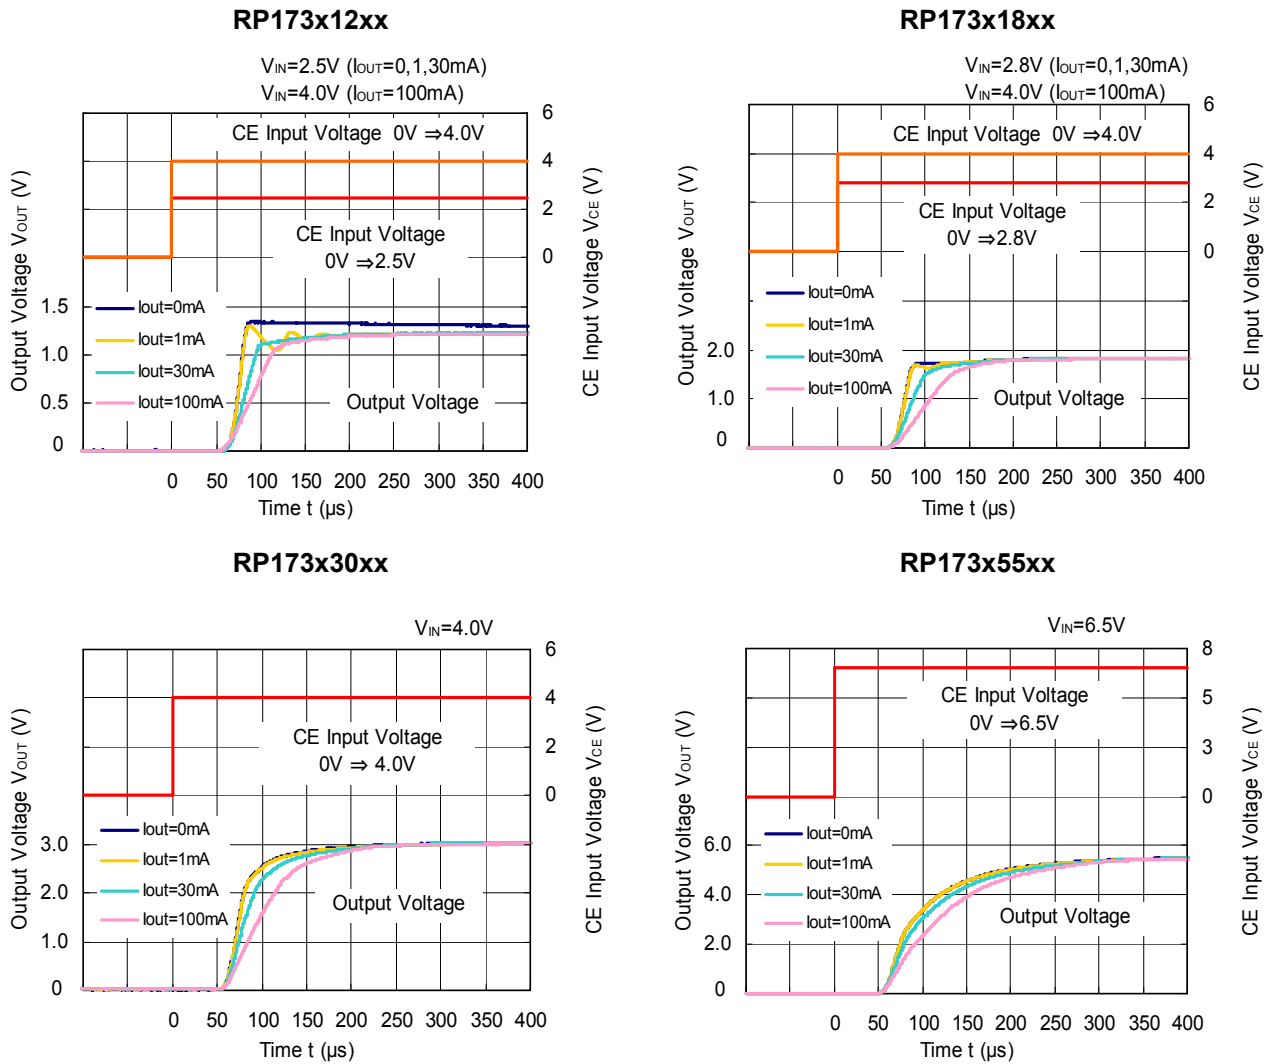 RP173x12xx
VIN=2.5V (IOUT=0,1,30mA)
VIN=4.0V (IOUT=100mA)
CE Input Voltage 0V ⇒4.0V
CE Input Voltage
0V ⇒2.5V
Iout=0mA
Iout=1mA
Iout=30mA
Iout=100mA
Output Voltage
Output Voltage VOUT (V)
1.5
1.0
0.5
0
CE Input Voltage VCE (V)
6
4
2
0
0 50 100 150 200 250 300 350 400
Time t (µs)
RP173x18xx
VIN=2.8V (IOUT=0,1,30mA)
VIN=4.0V (IOUT=100mA)
CE Input Voltage 0V ⇒4.0V
CE Input Voltage
0V ⇒2.8V
Iout=0mA
Iout=1mA
Iout=30mA
Iout=100mA
Output Voltage
Output Voltage VOUT (V)
2.0
1.0
0
CE Input Voltage VCE (V)
6
4
2
0
0 50 100 150 200 250 300 350 400
Time t (µs)
RP173x30xx
VIN=4.0V
CE Input Voltage
0V ⇒ 4.0V
Iout=0mA
Iout=1mA
Iout=30mA
Iout=100mA
Output Voltage
Output Voltage VOUT (V)
3.0
2.0
1.0
0
CE Input Voltage VCE (V)
6
4
2
0
0 50 100 150 200 250 300 350 400
Time t (µs)
RP173x55xx
VIN=6.5V
CE Input Voltage
0V ⇒6.5V
Iout=0mA
Iout=1mA
Iout=30mA
Iout=100mA
Output Voltage
Output Voltage VOUT (V)
6.0
4.0
2.0
0
CE Input Voltage VCE (V)
8
5
3
0
0 50 100 150 200 250 300 350 400
Time t (µs)